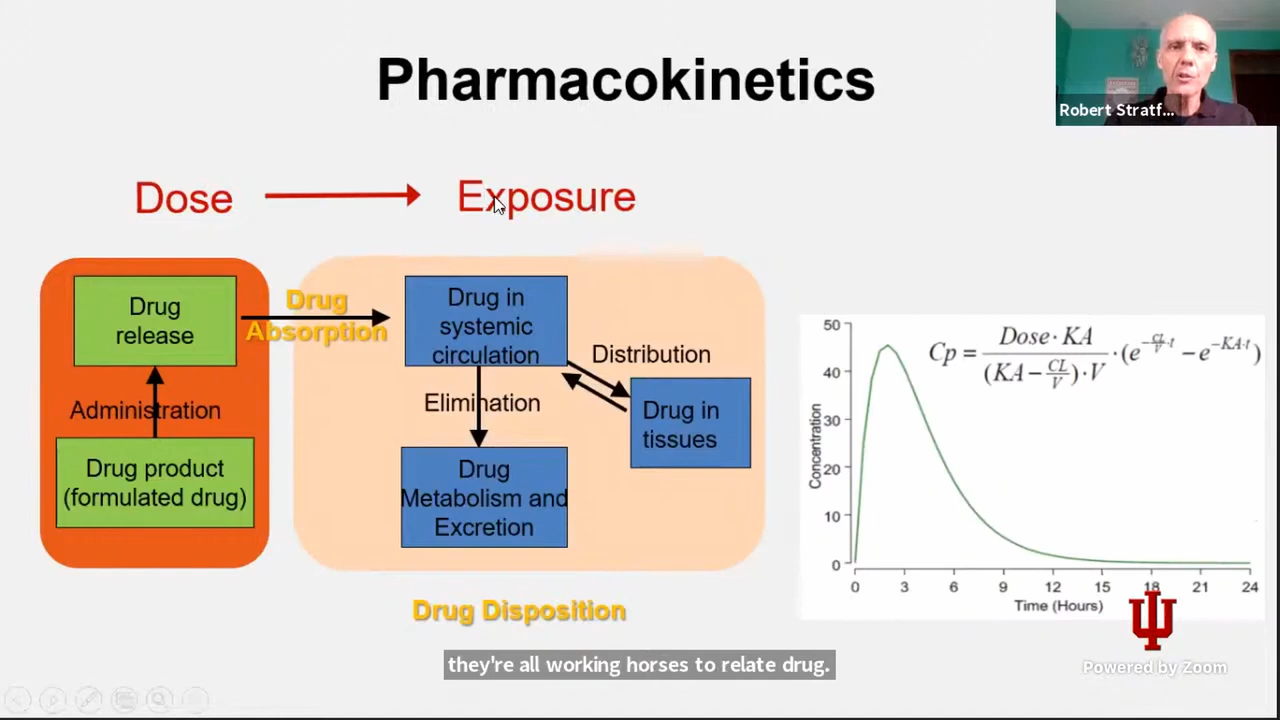 Pharmacokinetics
Robert Stratf...
Dose
Exposure
Drug
release
Drug
Absorption
Drug in
systemic
circulation
Distribution
Administration
Elimination
Drug in
tissues
Drug product
(formulated drug)
Drug
Metabolism and
Excretion
Drug Disposition
Cp = Dose · KA / ((KA − CL/V) · V) · (e^(−CL/V · t) − e^(−KA·t))
Concentration
50
40
30
20
10
0
0 3 6 9 12 15 18 21 24
Time (Hours)
they're all working horses to relate drug.
Powered by Zoom